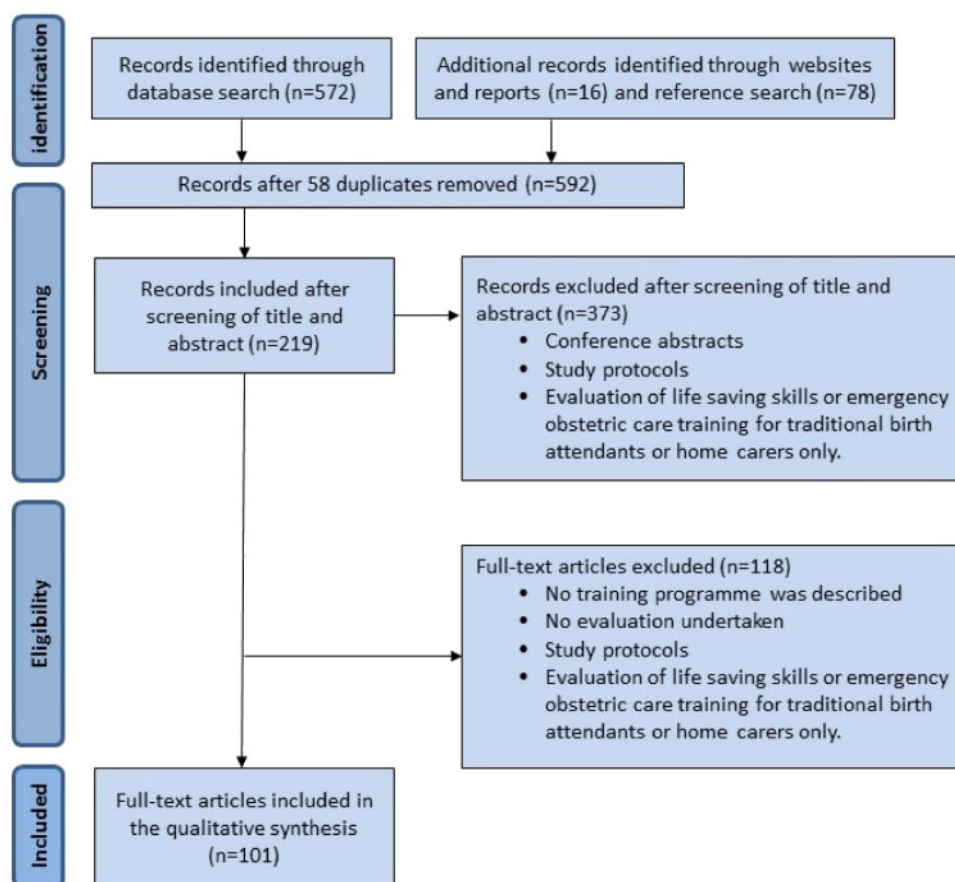 identification
Records identified through
database search (n=572)
Additional records identified through websites
and reports (n=16) and reference search (n=78)
Records after 58 duplicates removed (n=592)
Screening
Records included after
screening of title and
abstract (n=219)
Records excluded after screening of title and
abstract (n=373)
• Conference abstracts
• Study protocols
• Evaluation of life saving skills or emergency
obstetric care training for traditional birth
attendants or home carers only.
Eligibility
Full-text articles excluded (n=118)
• No training programme was described
• No evaluation undertaken
• Study protocols
• Evaluation of life saving skills or emergency
obstetric care training for traditional birth
attendants or home carers only.
Included
Full-text articles included in
the qualitative synthesis
(n=101)